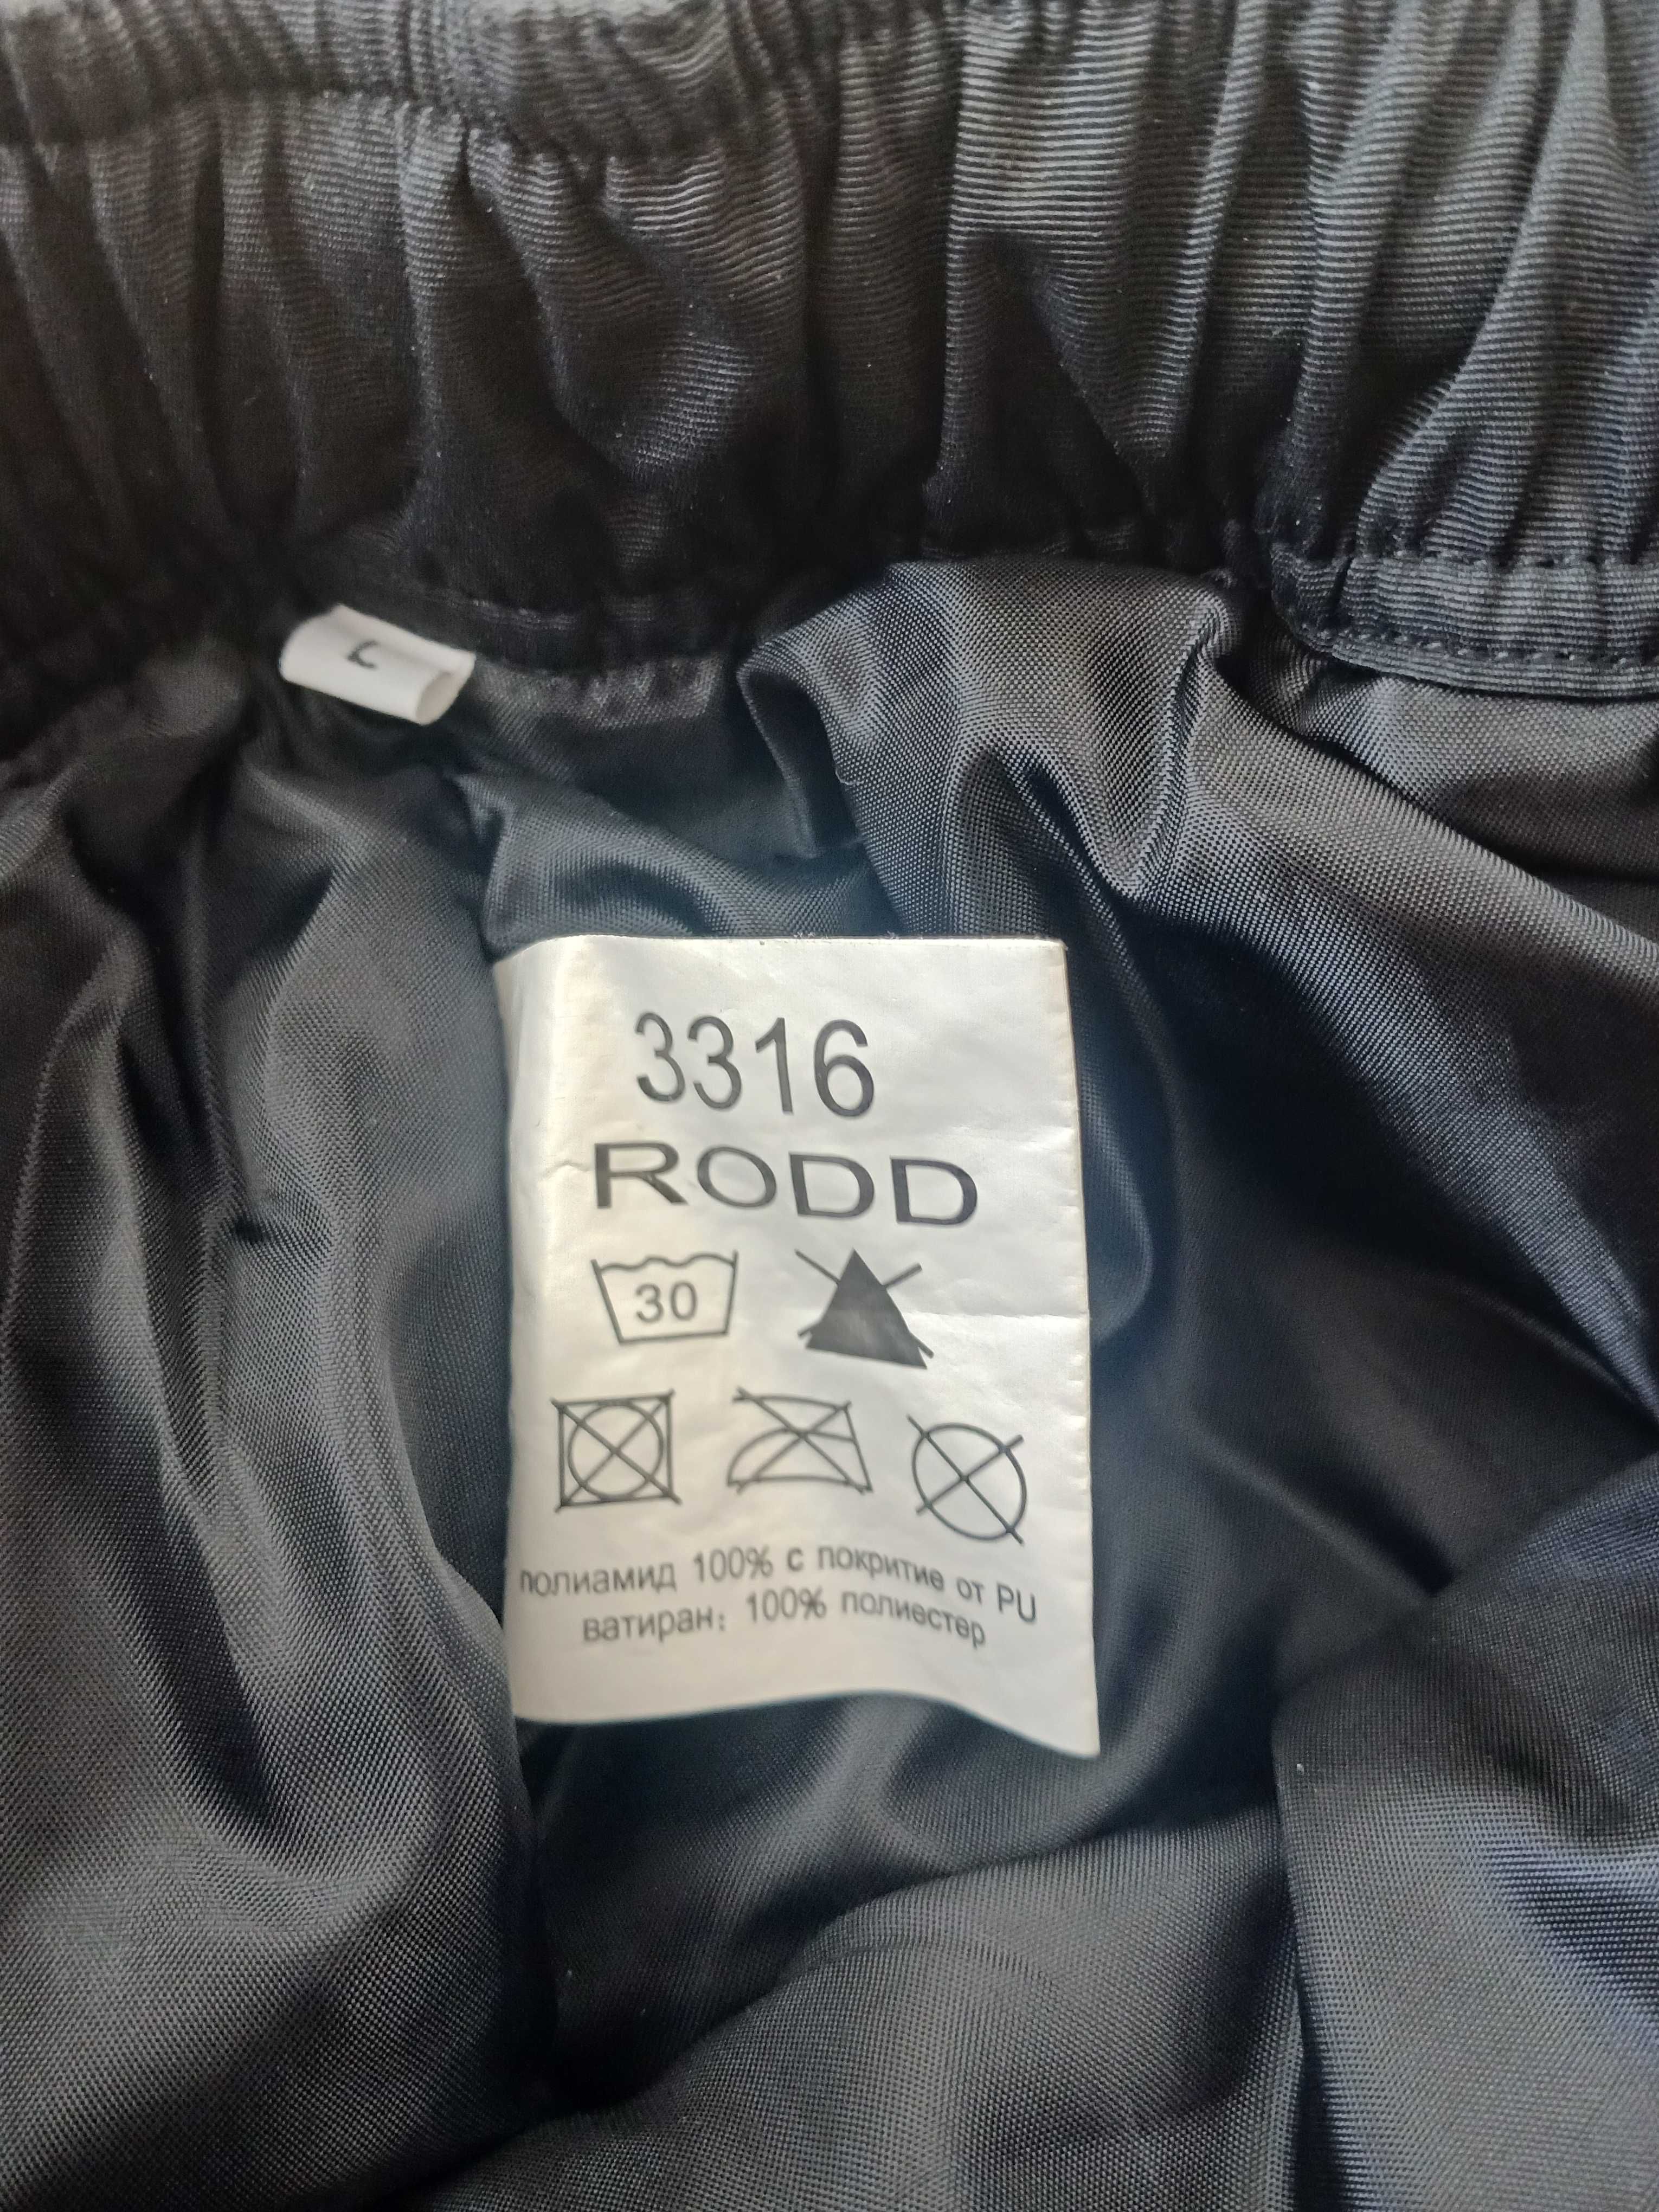 L
3316
RODD
30
полиамид 100% с покритие от PU
ватиран: 100% полиестер